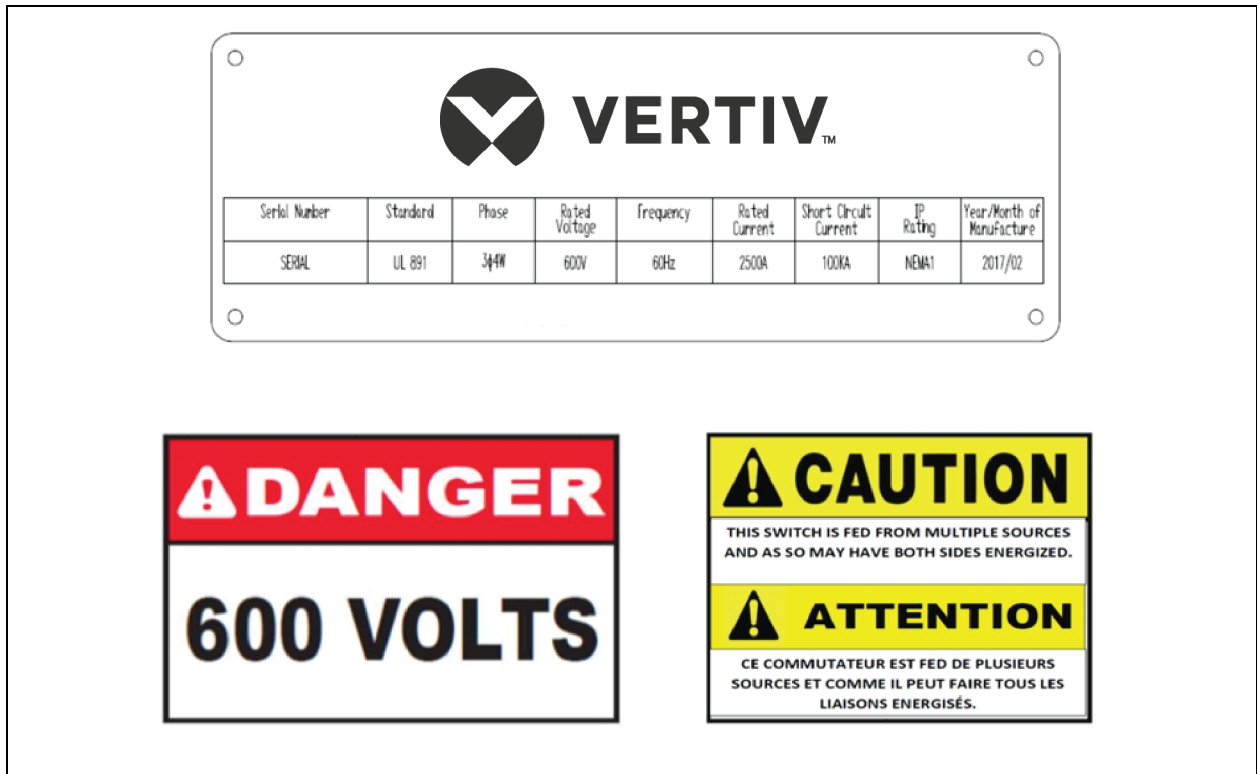 VERTIV™
Serial Number Standard Phase Rated Voltage Frequency Rated Current Short Circuit Current IP Rating Year/Month of Manufacture
SERIAL UL 891 3ɸ4W 600V 60Hz 2500A 100KA NEMA1 2017/02
DANGER
600 VOLTS
CAUTION
THIS SWITCH IS FED FROM MULTIPLE SOURCES
AND AS SO MAY HAVE BOTH SIDES ENERGIZED.
ATTENTION
CE COMMUTATEUR EST FED DE PLUSIEURS
SOURCES ET COMME IL PEUT FAIRE TOUS LES
LIAISONS ENERGISÉS.